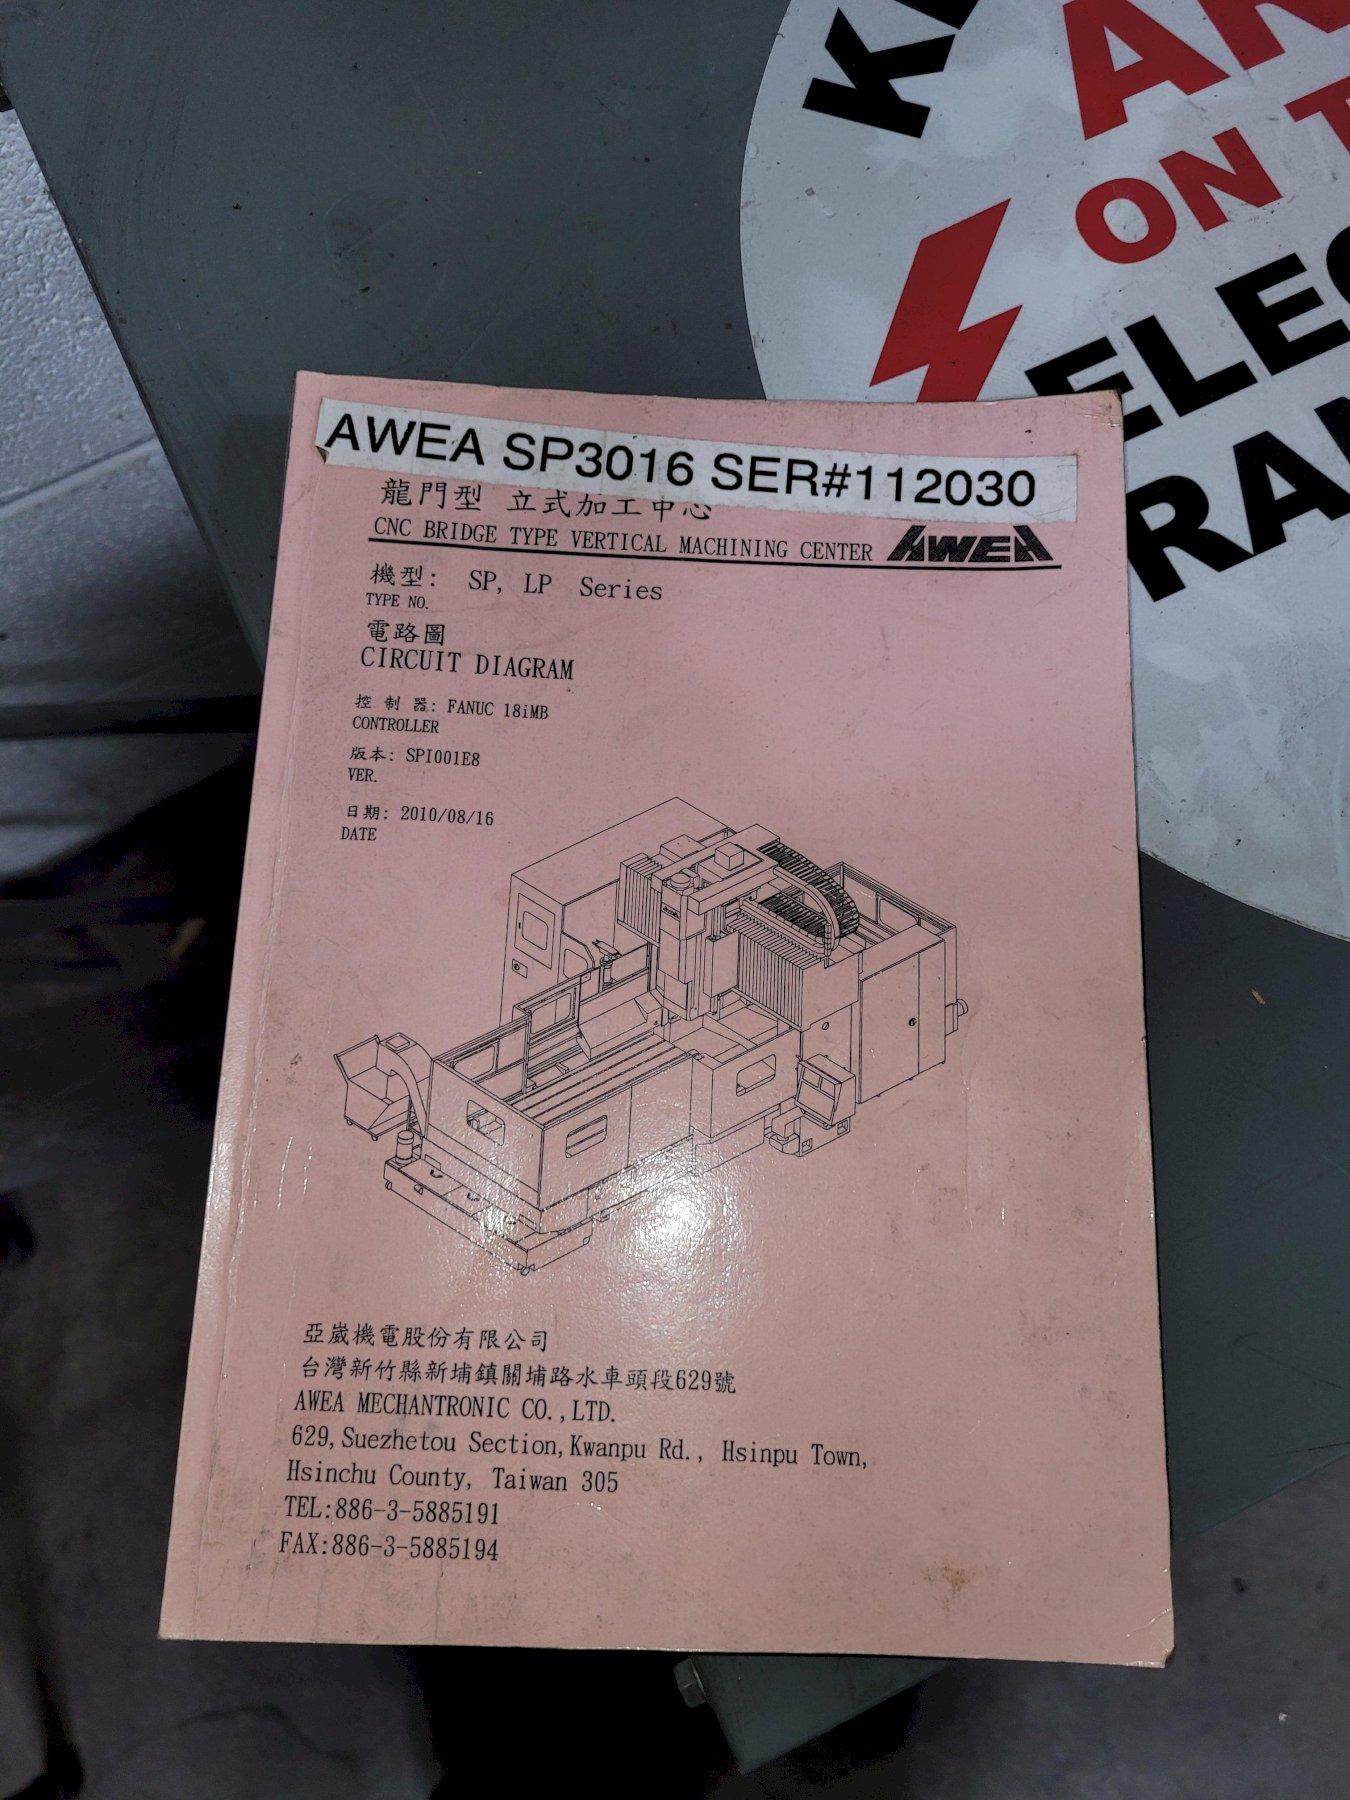 K
AR
ON T
ELEC
RA
AWEA SP3016 SER#112030
龍門型 立式加工中心
CNC BRIDGE TYPE VERTICAL MACHINING CENTER AWEA
機型: SP, LP Series
TYPE NO.
電路圖
CIRCUIT DIAGRAM
控制器: FANUC 18iMB
CONTROLLER
版本: SPI001E8
VER.
日期: 2010/08/16
DATE
亞崴機電股份有限公司
台灣新竹縣新埔鎮關埔路水車頭段629號
AWEA MECHANTRONIC CO.,LTD.
629,Suezhetou Section,Kwanpu Rd., Hsinpu Town,
Hsinchu County, Taiwan 305
TEL:886-3-5885191
FAX:886-3-5885194